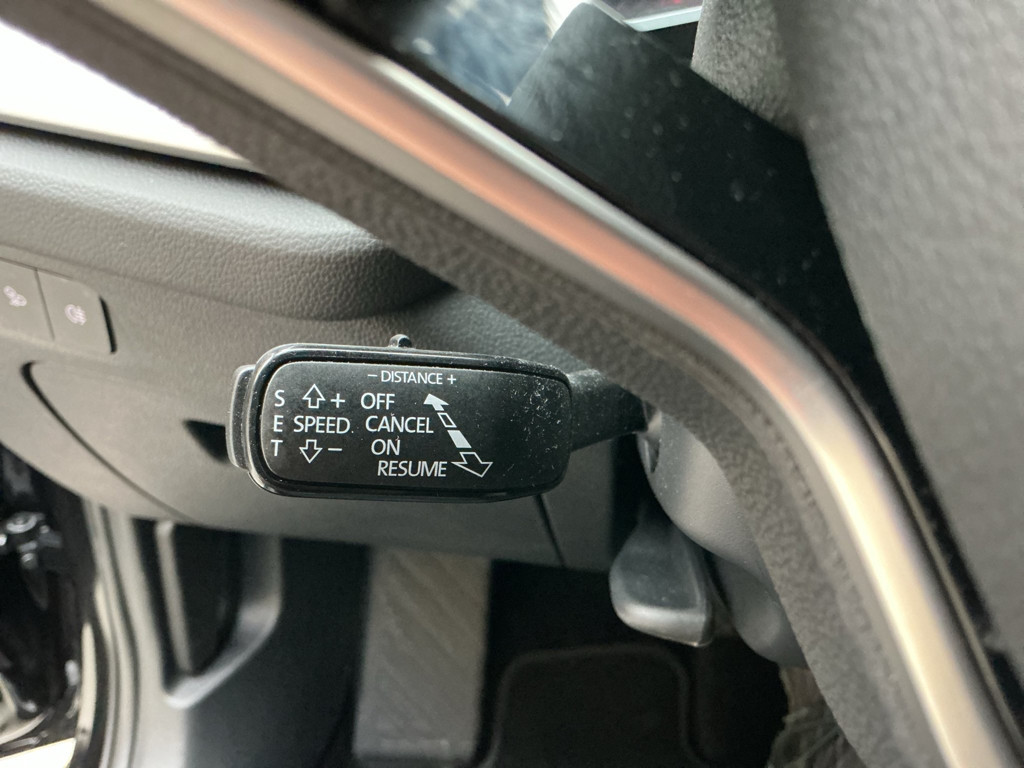 − DISTANCE +
S + OFF
E SPEED CANCEL
T − ON
RESUME